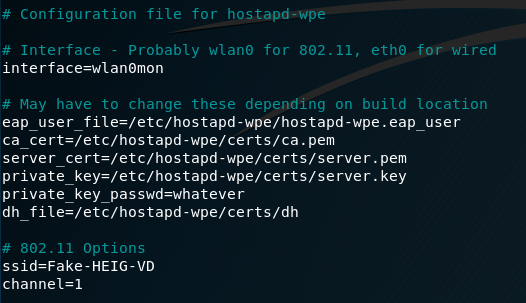 # Configuration file for hostapd-wpe
# Interface - Probably wlan0 for 802.11, eth0 for wired
interface=wlan0mon
# May have to change these depending on build location
eap_user_file=/etc/hostapd-wpe/hostapd-wpe.eap_user
ca_cert=/etc/hostapd-wpe/certs/ca.pem
server_cert=/etc/hostapd-wpe/certs/server.pem
private_key=/etc/hostapd-wpe/certs/server.key
private_key_passwd=whatever
dh_file=/etc/hostapd-wpe/certs/dh
# 802.11 Options
ssid=Fake-HEIG-VD
channel=1